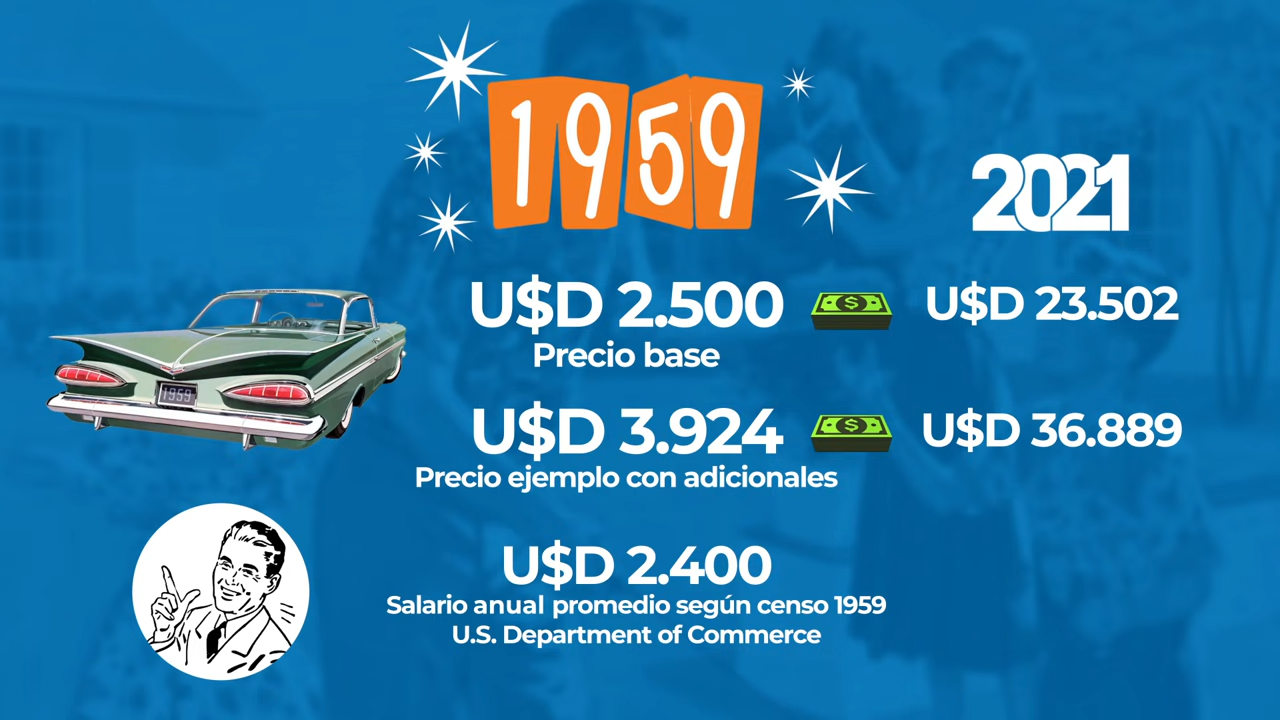 1959
2021
U$D 2.500
U$D 23.502
Precio base
U$D 3.924
U$D 36.889
Precio ejemplo con adicionales
1959
U$D 2.400
Salario anual promedio según censo 1959
U.S. Department of Commerce